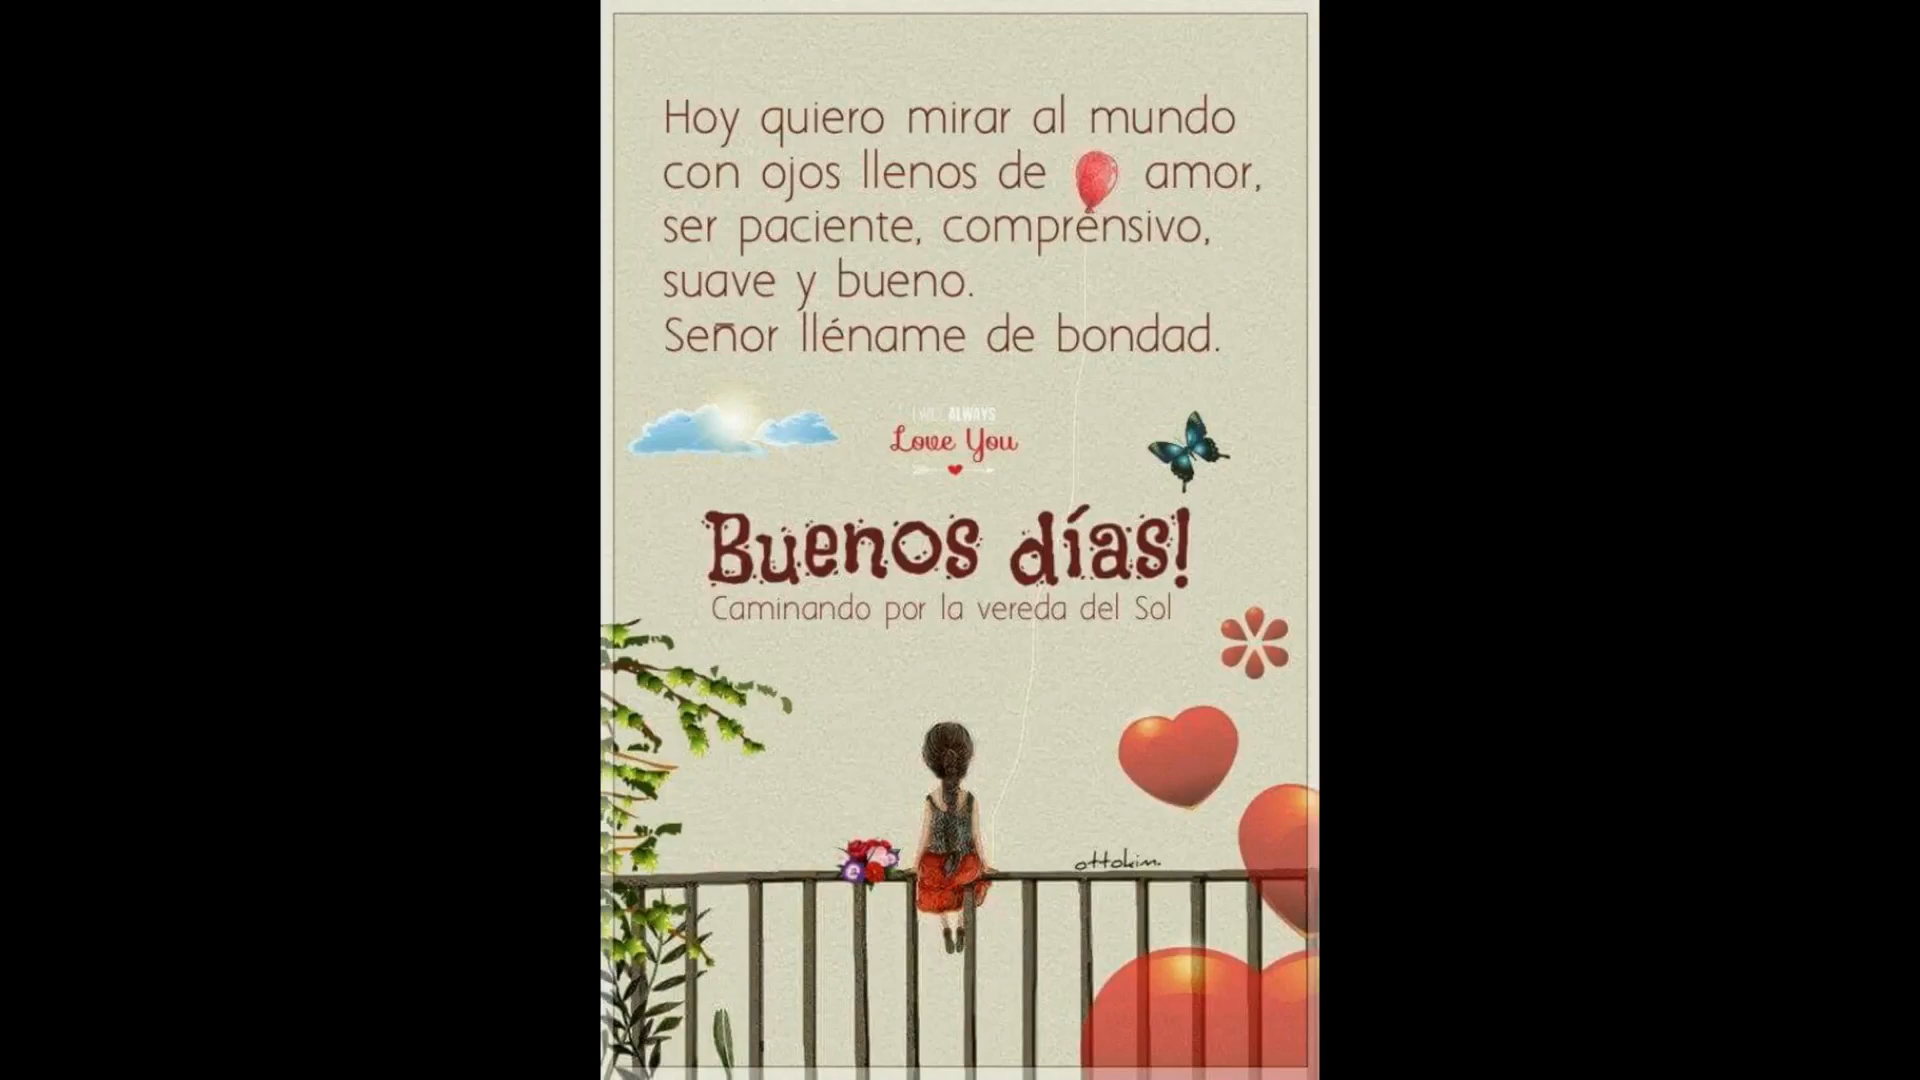 Hoy quiero mirar al mundo
con ojos llenos de amor,
ser paciente, comprensivo,
suave y bueno.
Señor lléname de bondad.
I WILL ALWAYS
Love You
Buenos días!
Caminando por la vereda del Sol
ottokim.